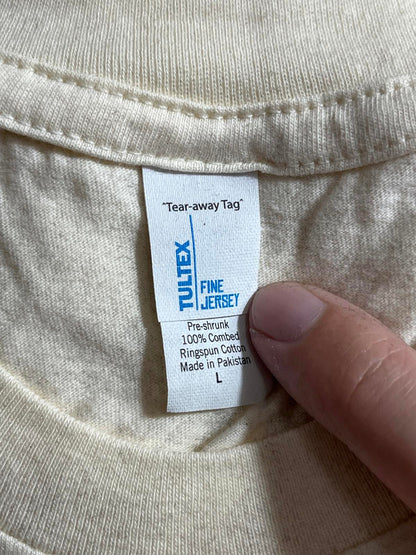 "Tear-away Tag"
TULTEX
FINE
JERSEY
Pre-shrunk
100% Combed
Ringspun Cotton
Made in Pakistan
L